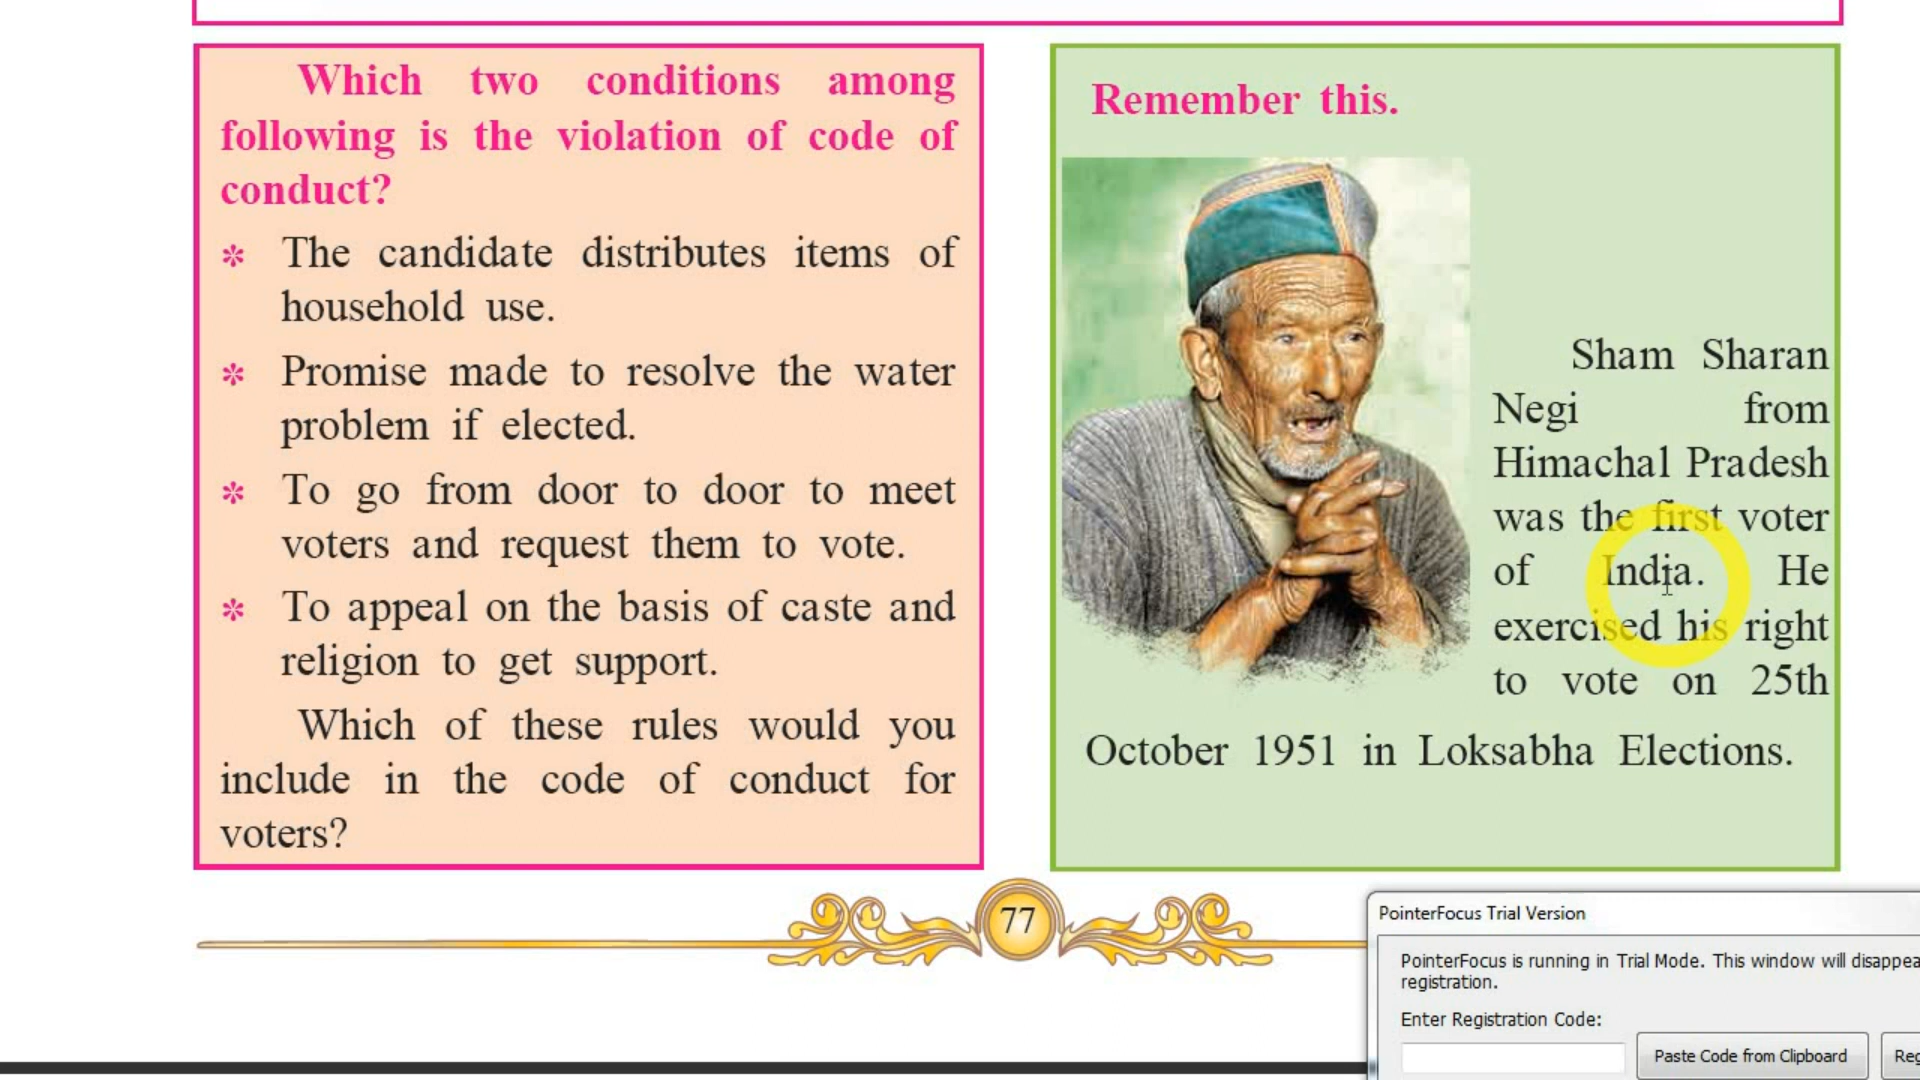 Which two conditions among
following is the violation of code of
conduct?
* The candidate distributes items of
household use.
* Promise made to resolve the water
problem if elected.
* To go from door to door to meet
voters and request them to vote.
* To appeal on the basis of caste and
religion to get support.
Which of these rules would you
include in the code of conduct for
voters?
Remember this.
Sham Sharan
Negi from
Himachal Pradesh
was the first voter
of India. He
exercised his right
to vote on 25th
October 1951 in Loksabha Elections.
77
PointerFocus Trial Version
PointerFocus is running in Trial Mode. This window will
registration.
Enter Registration Code:
Paste Code from Clipboard